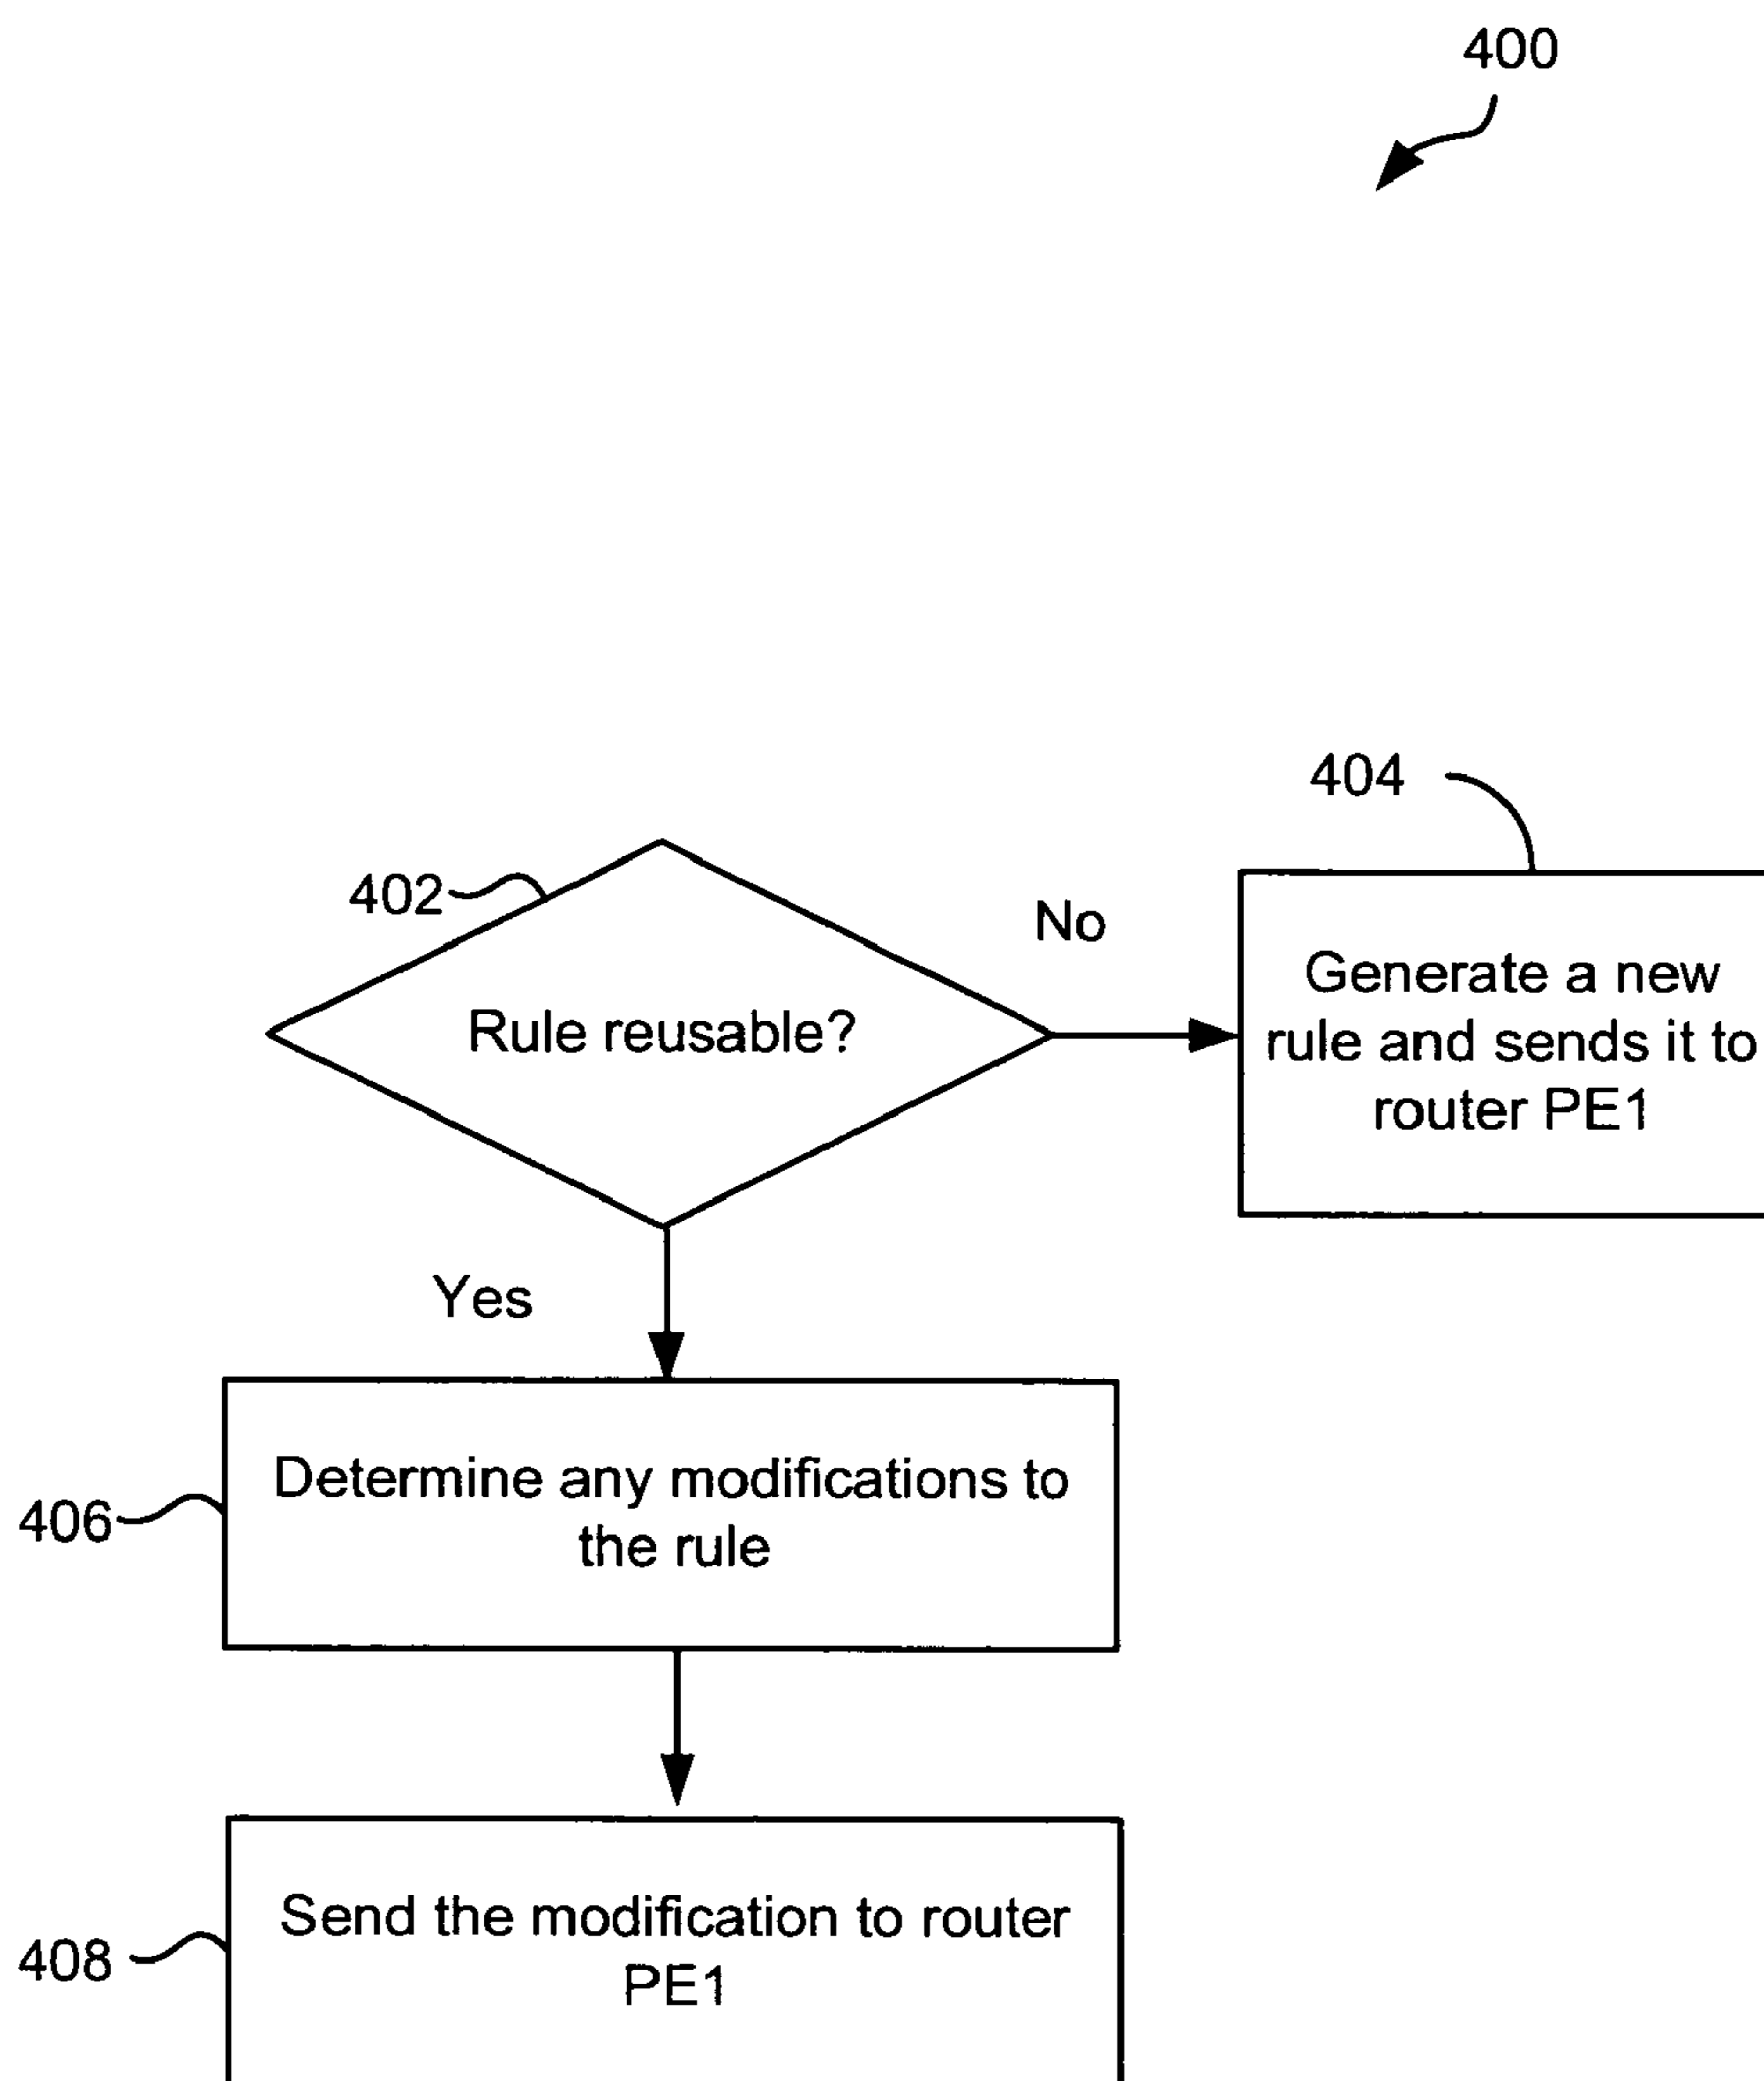 400
404
402
No
Rule reusable?
Generate a new
rule and sends it to
router PE1
Yes
Determine any modifications to
the rule
406
Send the modification to router
PE1
408